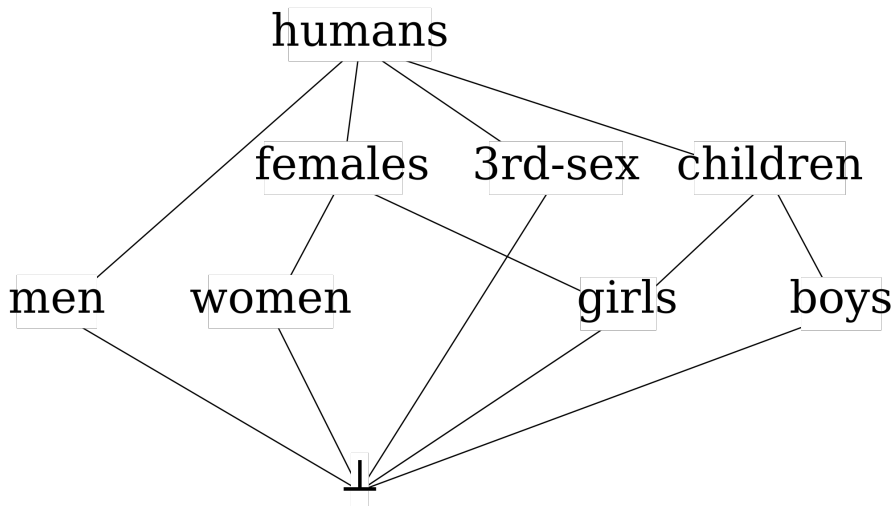 humans
females 3rd-sex children
men women girls boys
⊥